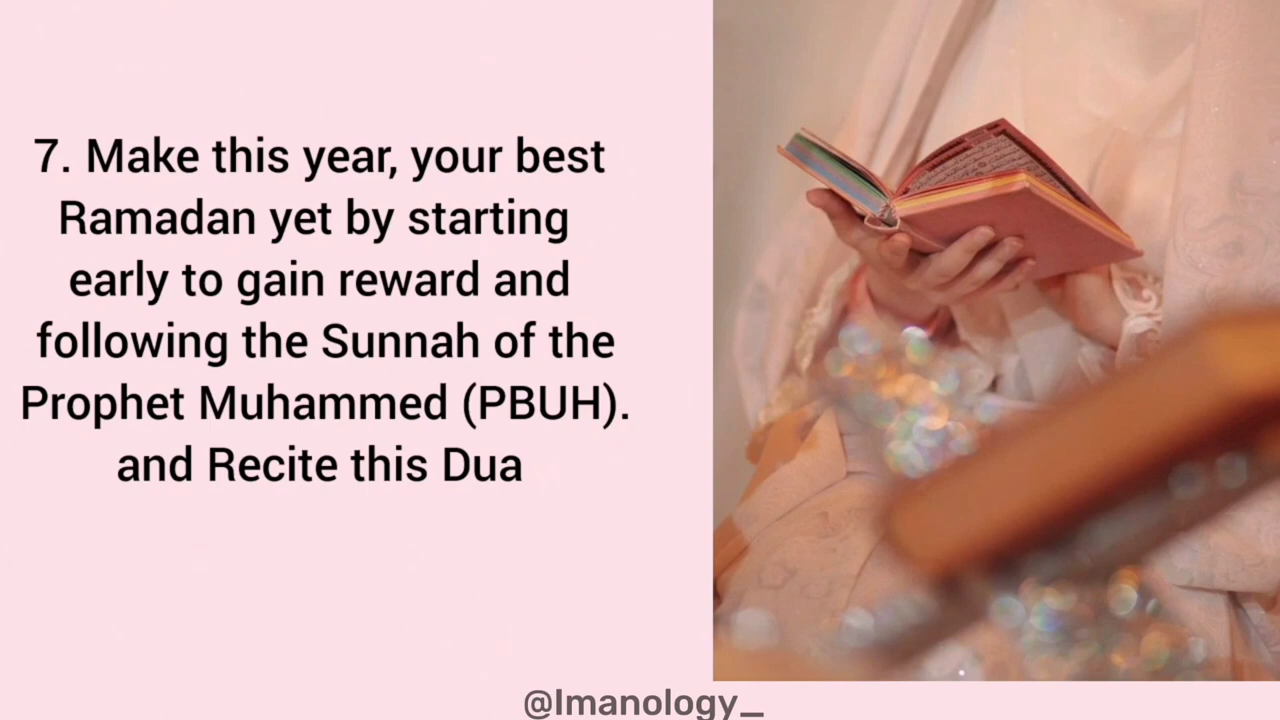 7. Make this year, your best
Ramadan yet by starting
early to gain reward and
following the Sunnah of the
Prophet Muhammed (PBUH).
and Recite this Dua
@Imanology_